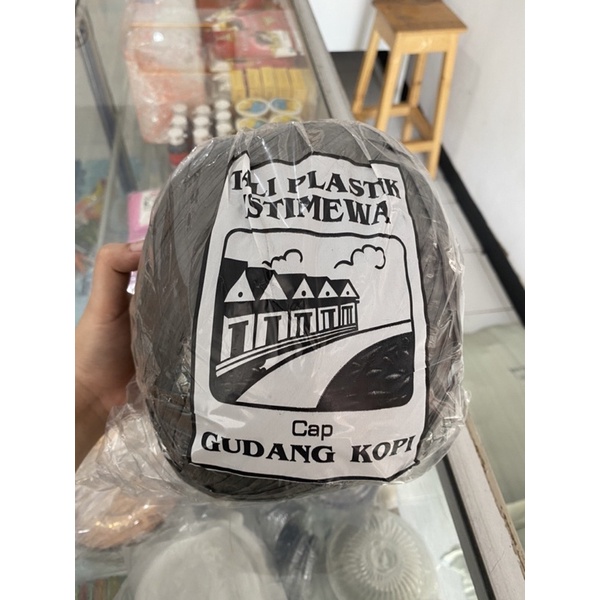 TALI PLASTIK
ISTIMEWA
Cap
GUDANG KOPI